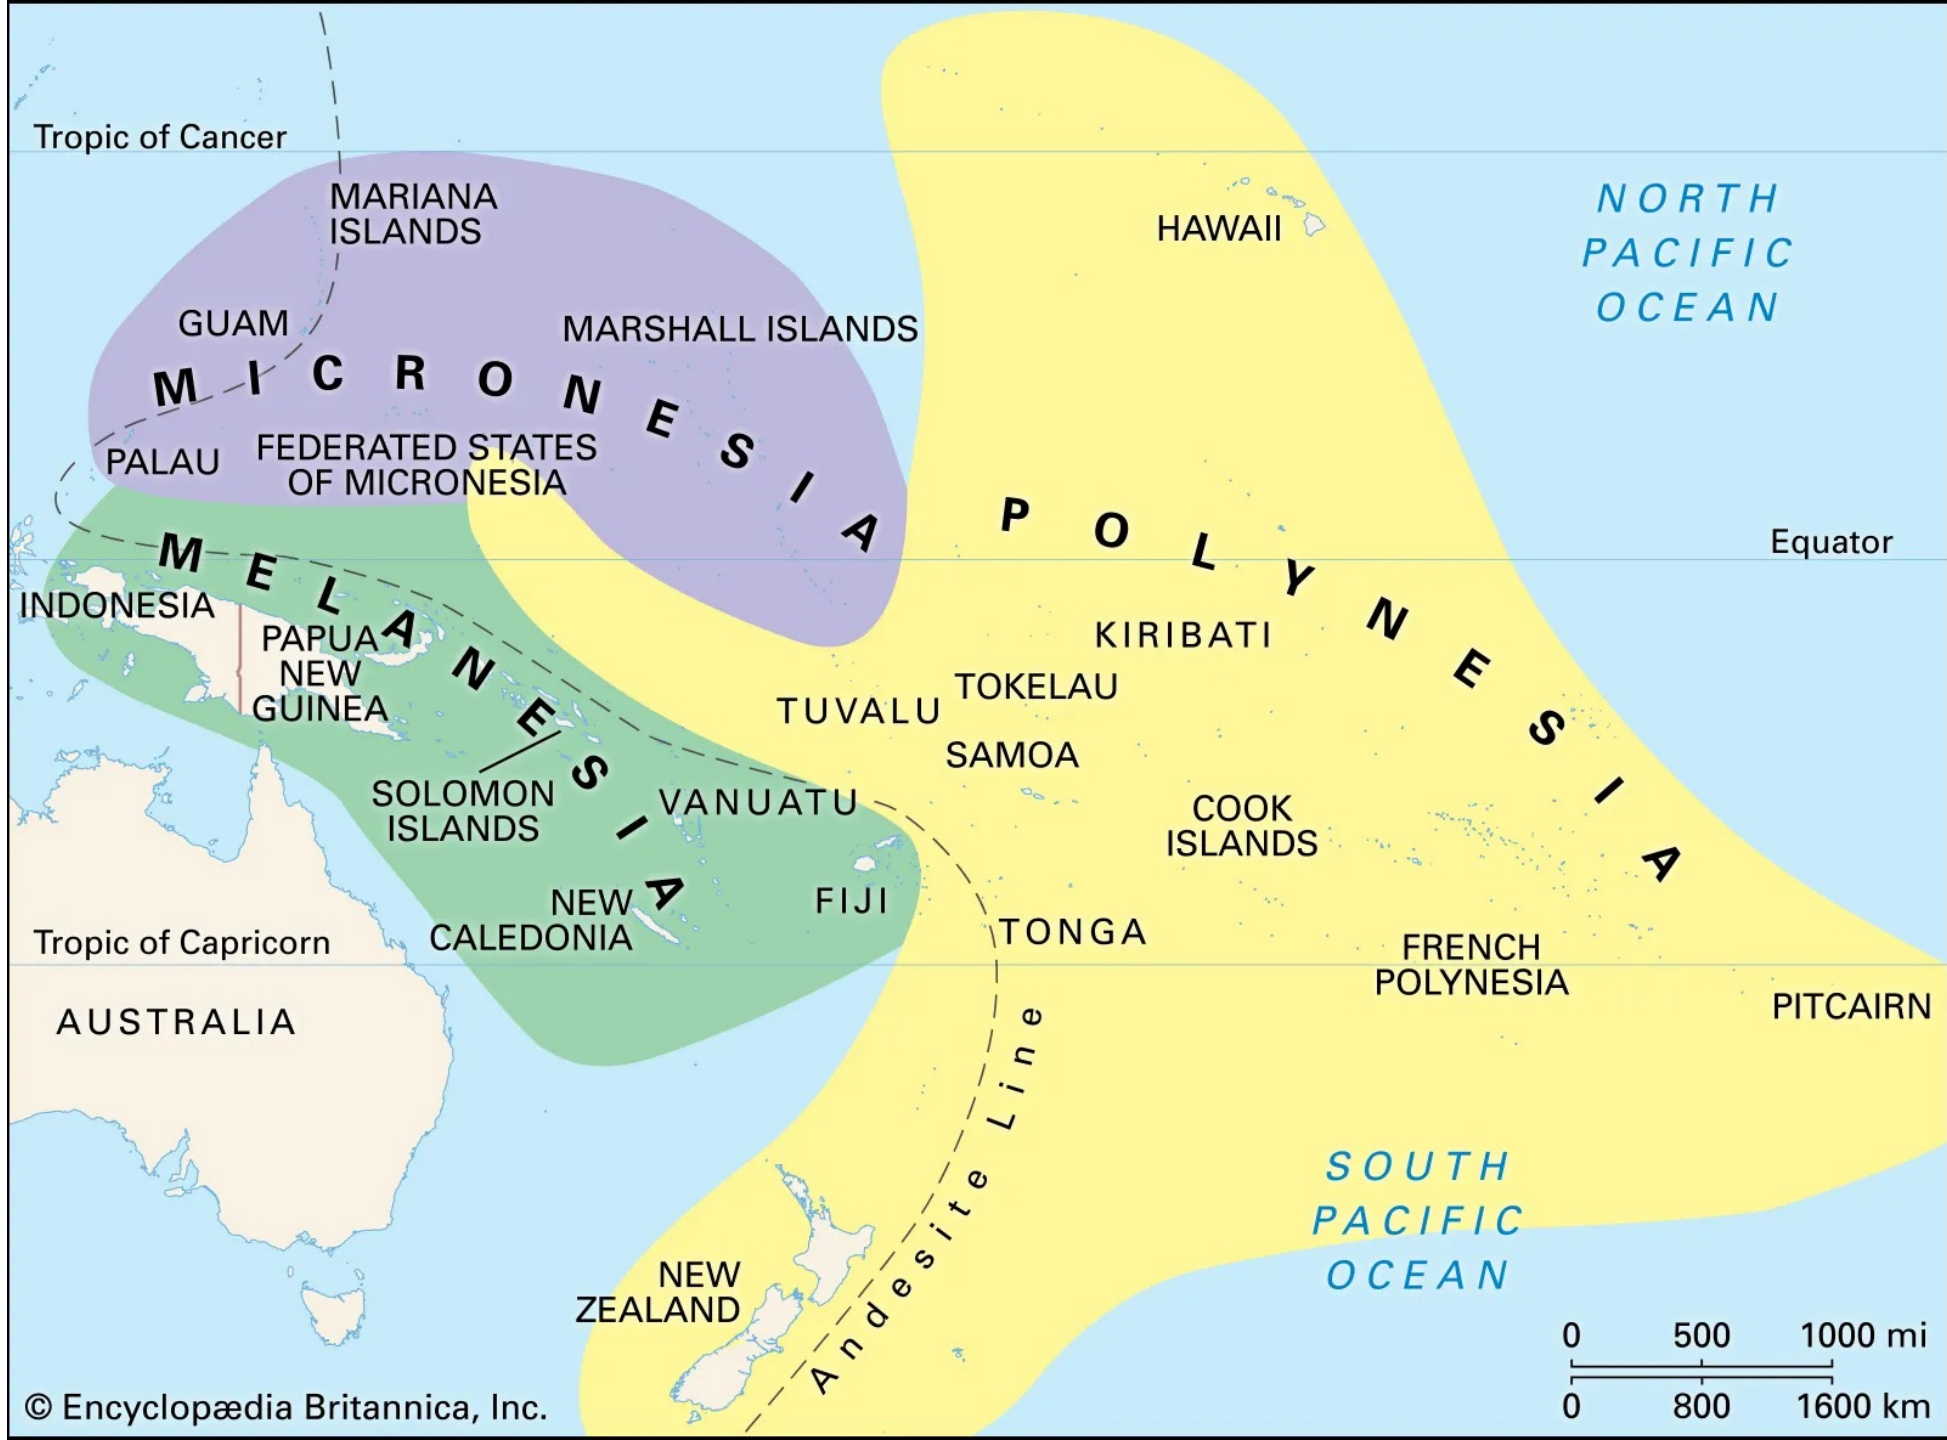 Tropic of Cancer
MARIANA
ISLANDS
NORTH
PACIFIC
OCEAN
HAWAII
GUAM
MARSHALL ISLANDS
MICRONESIA
PALAU
FEDERATED STATES
OF MICRONESIA
POLYNESIA
Equator
MELANESIA
INDONESIA
PAPUA
NEW
GUINEA
KIRIBATI
TOKELAU
TUVALU
SAMOA
SOLOMON
ISLANDS
VANUATU
COOK
ISLANDS
FIJI
NEW
CALEDONIA
TONGA
Tropic of Capricorn
FRENCH
POLYNESIA
PITCAIRN
AUSTRALIA
Andesite Line
SOUTH
PACIFIC
OCEAN
NEW
ZEALAND
0 500 1000 mi
0 800 1600 km
© Encyclopædia Britannica, Inc.